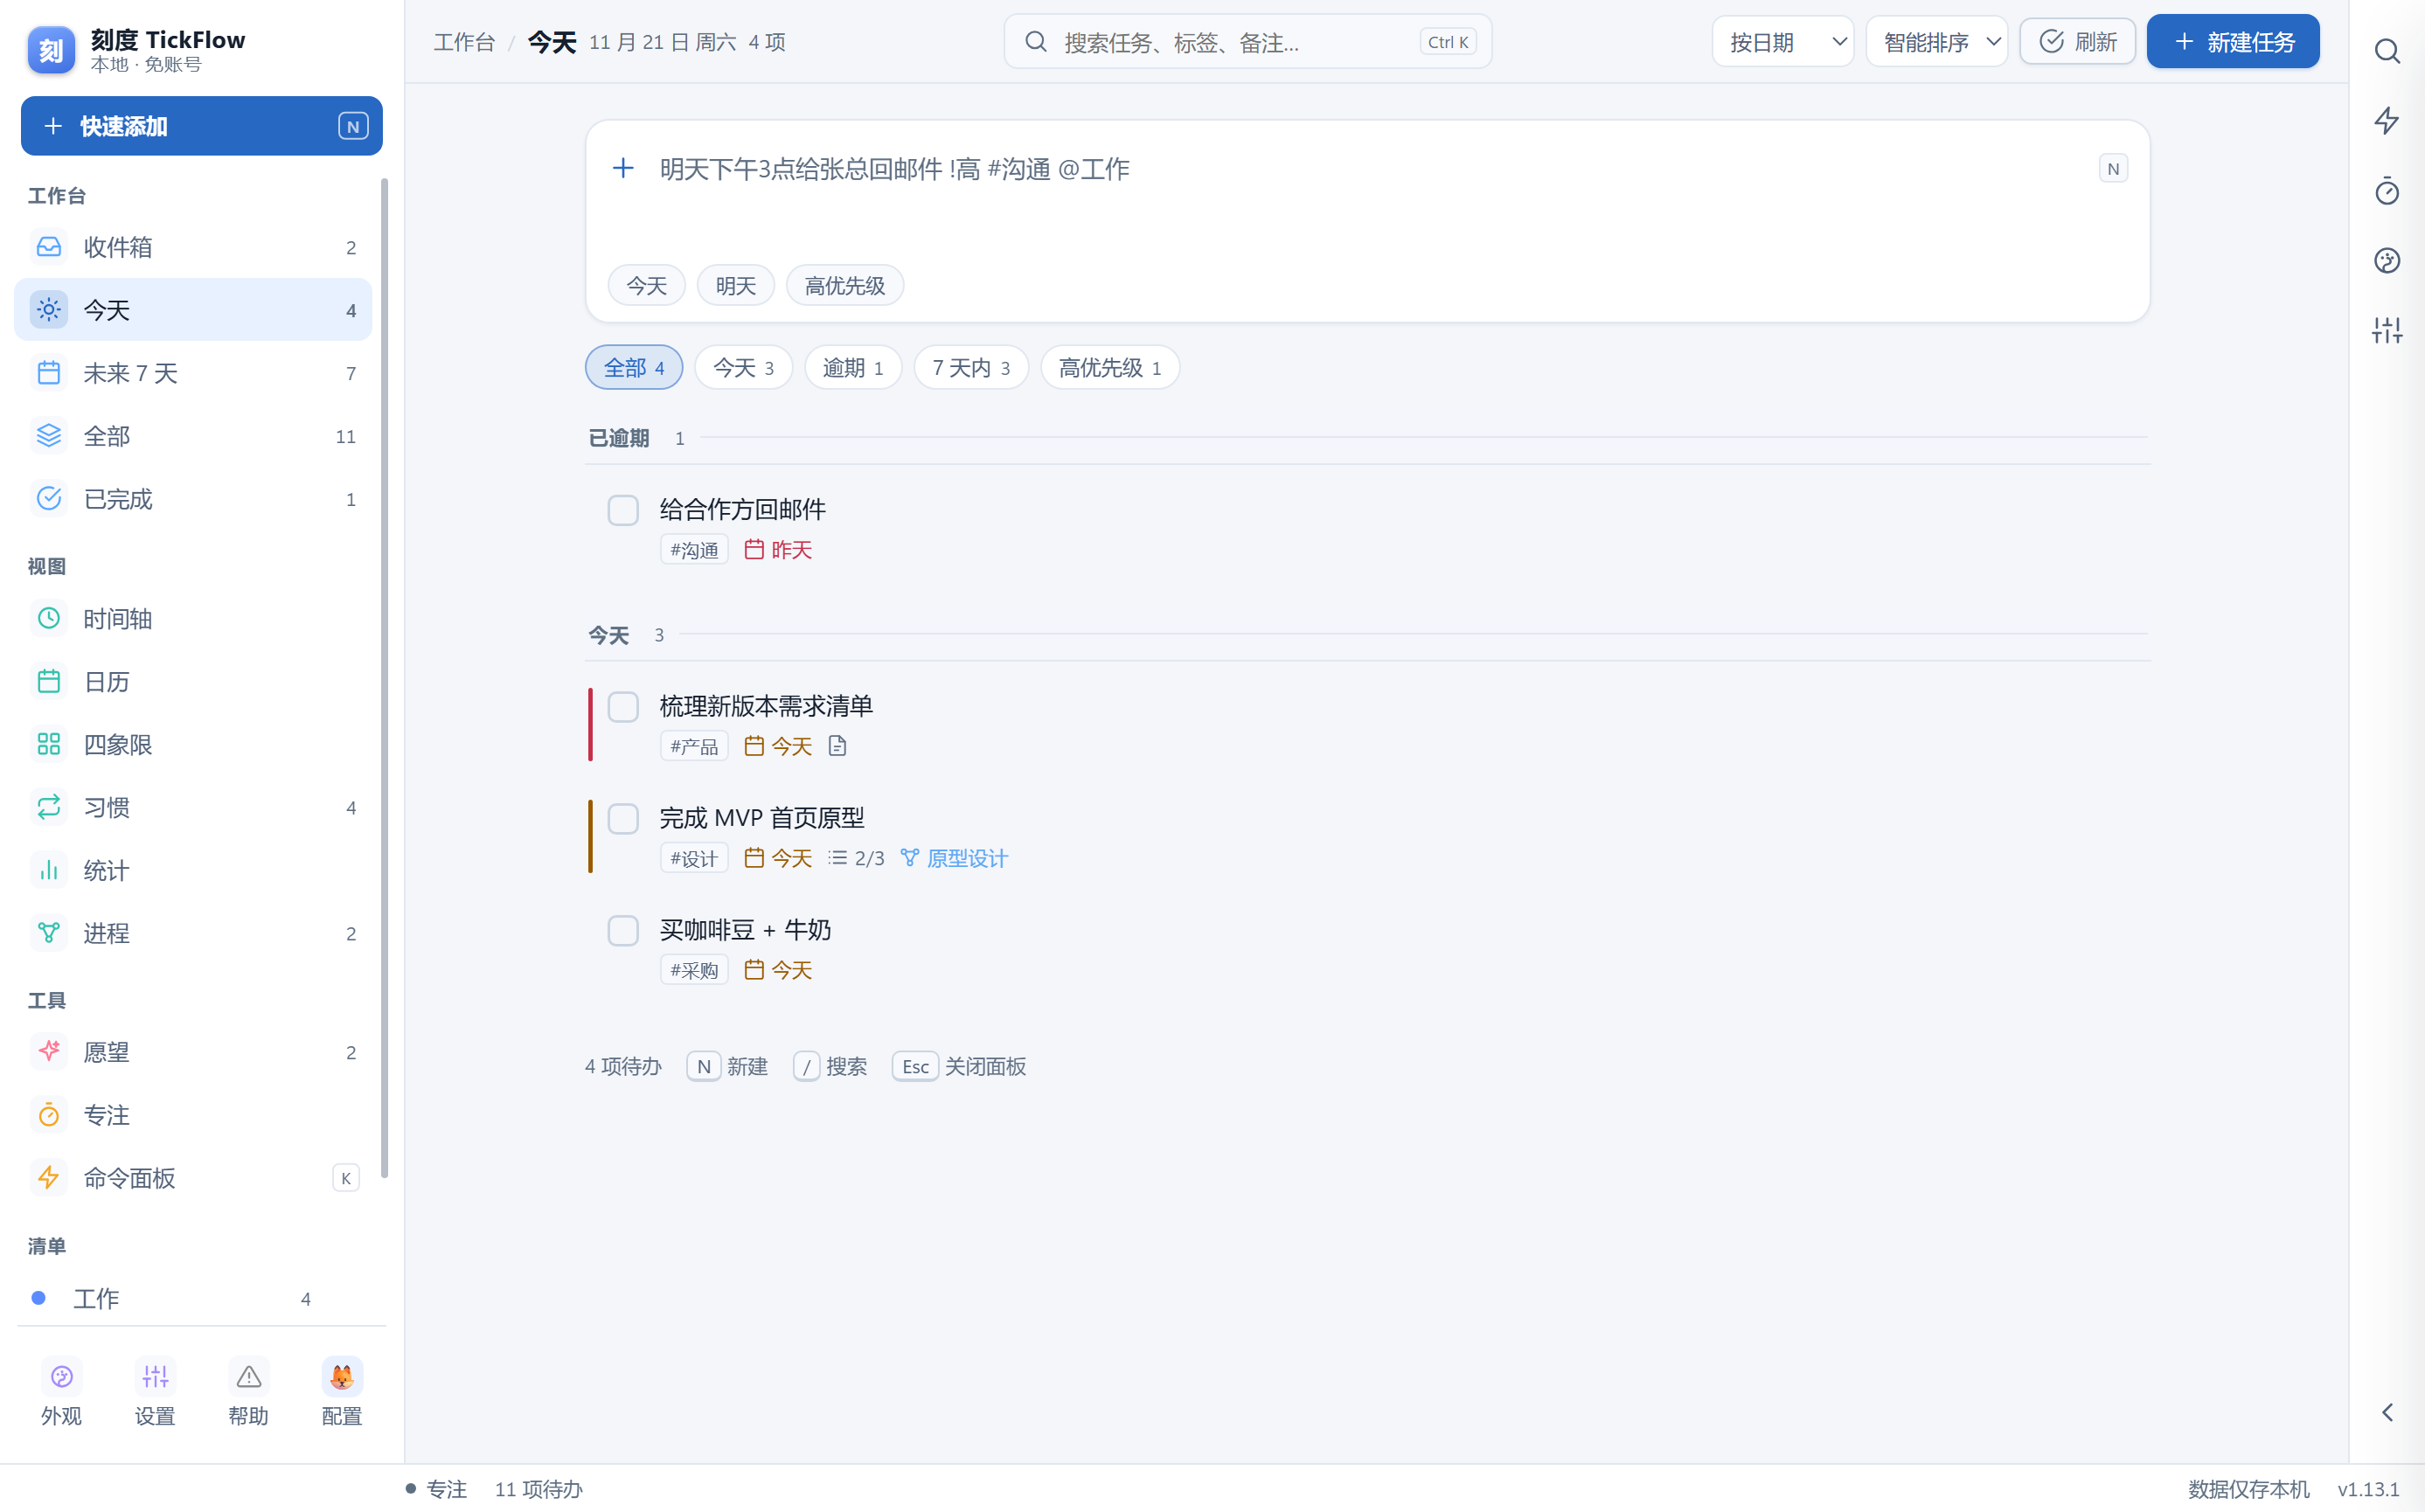 刻
刻度 TickFlow
本地 · 免账号
快速添加 N
工作台
收件箱 2
今天 4
未来 7 天 7
全部 11
已完成 1
视图
时间轴
日历
四象限
习惯 4
统计
进程 2
工具
愿望 2
专注
命令面板 K
清单
工作 4
外观 设置 帮助 配置
工作台 / 今天 11 月 21 日 周六 4 项
搜索任务、标签、备注... Ctrl K
按日期 智能排序 刷新 新建任务
明天下午3点给张总回邮件 !高 #沟通 @工作 N
今天 明天 高优先级
全部 4 今天 3 逾期 1 7 天内 3 高优先级 1
已逾期 1
给合作方回邮件
#沟通 昨天
今天 3
梳理新版本需求清单
#产品 今天
完成 MVP 首页原型
#设计 今天 2/3 原型设计
买咖啡豆 + 牛奶
#采购 今天
4 项待办 N 新建 / 搜索 Esc 关闭面板
专注 11 项待办
数据仅存本机 v1.13.1